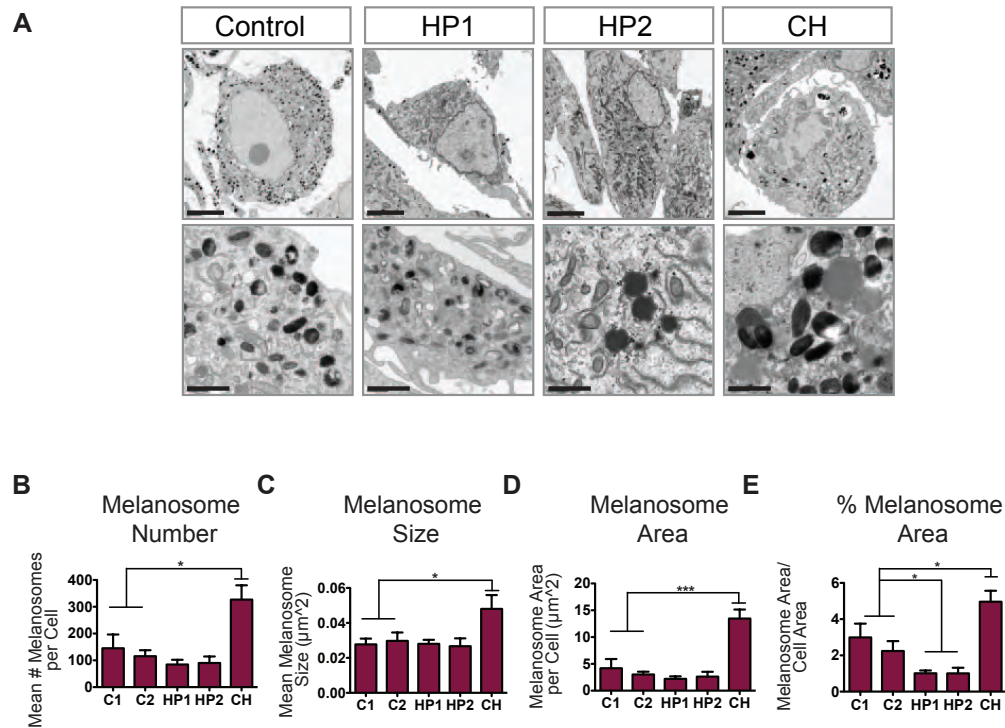 A
Control HP1 HP2 CH
B Melanosome Number
Mean # Melanosomes per Cell
400
300
200
100
0
*
C1 C2 HP1 HP2 CH
C Melanosome Size
Mean Melanosome Size (µm^2)
0.06
0.04
0.02
0.00
*
C1 C2 HP1 HP2 CH
D Melanosome Area
Melanosome Area per Cell (µm^2)
20
15
10
5
0
***
C1 C2 HP1 HP2 CH
E % Melanosome Area
Melanosome Area/ Cell Area
6
4
2
0
*
*
C1 C2 HP1 HP2 CH